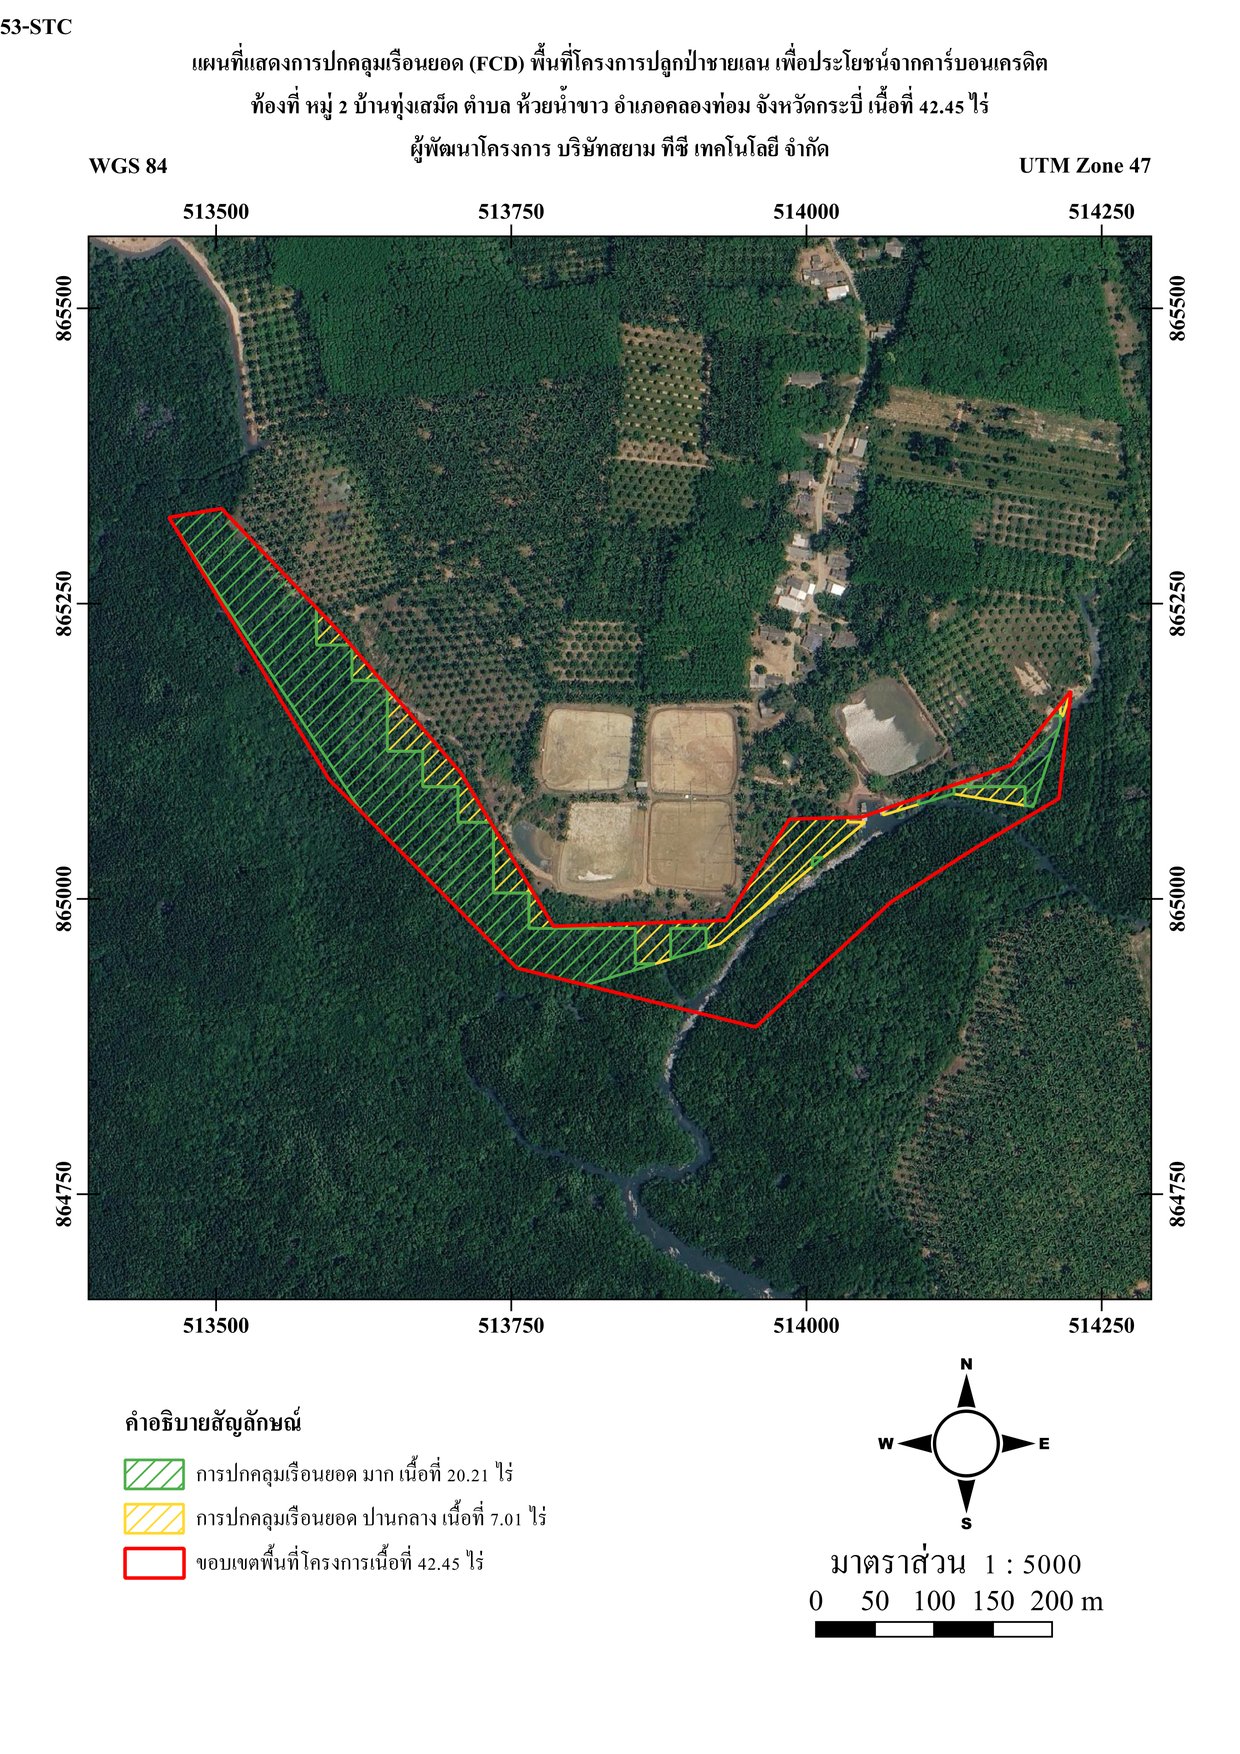 53-STC
แผนที่แสดงการปกคลุมเรือนยอด (FCD) พื้นที่โครงการปลูกป่าชายเลน เพื่อประโยชน์จากคาร์บอนเครดิต
ท้องที่ หมู่ 2 บ้านทุ่งเสม็ด ตำบล ห้วยน้ำขาว อำเภอคลองท่อม จังหวัดกระบี่ เนื้อที่ 42.45 ไร่
ผู้พัฒนาโครงการ บริษัทสยาม ทีซี เทคโนโลยี จำกัด
WGS 84 UTM Zone 47
513500 513750 514000 514250
865500 865500
865250 865250
865000 865000
864750 864750
513500 513750 514000 514250
คำอธิบายสัญลักษณ์
การปกคลุมเรือนยอด มาก เนื้อที่ 20.21 ไร่
การปกคลุมเรือนยอด ปานกลาง เนื้อที่ 7.01 ไร่
ขอบเขตพื้นที่โครงการเนื้อที่ 42.45 ไร่
N
W E
S
มาตราส่วน 1 : 5000
0 50 100 150 200 m